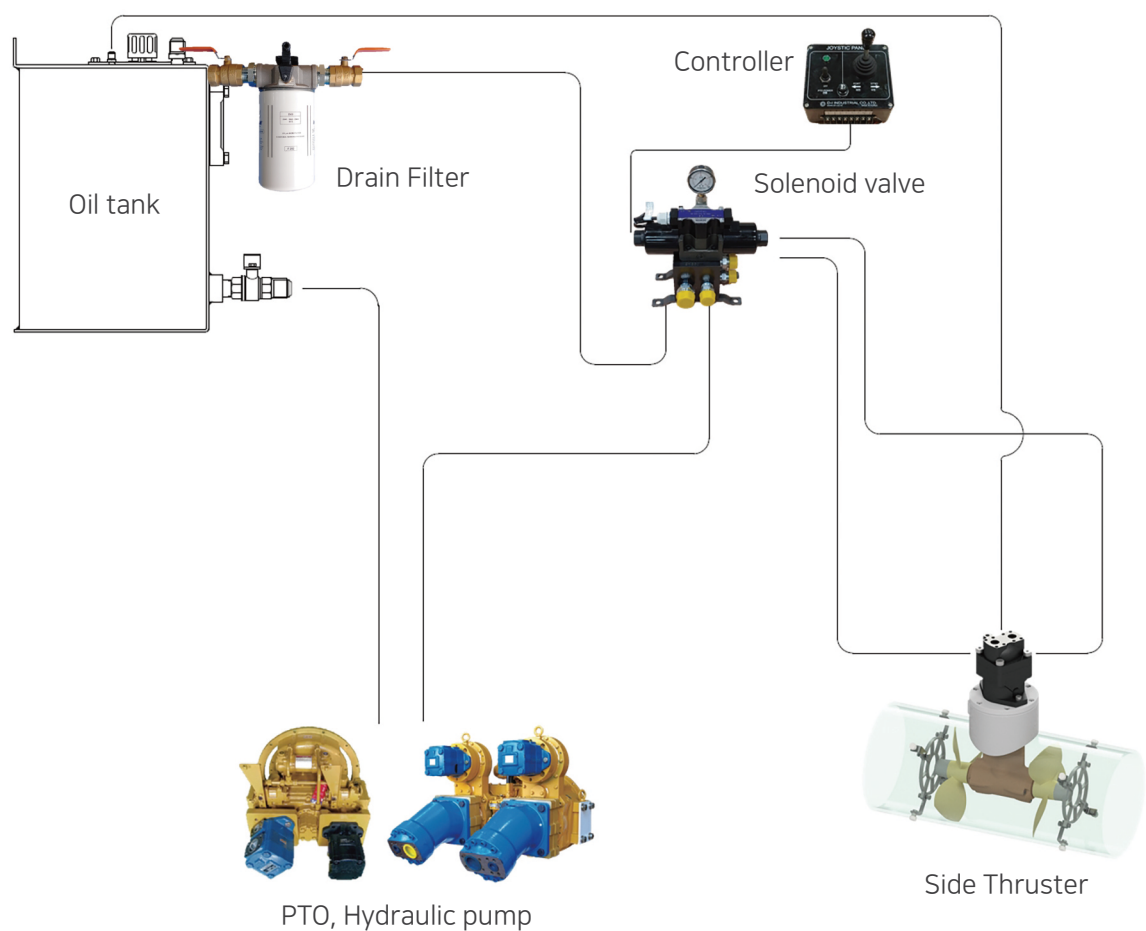 Controller
JOYSTIC PANEL
Drain Filter
Solenoid valve
Oil tank
Side Thruster
PTO, Hydraulic pump